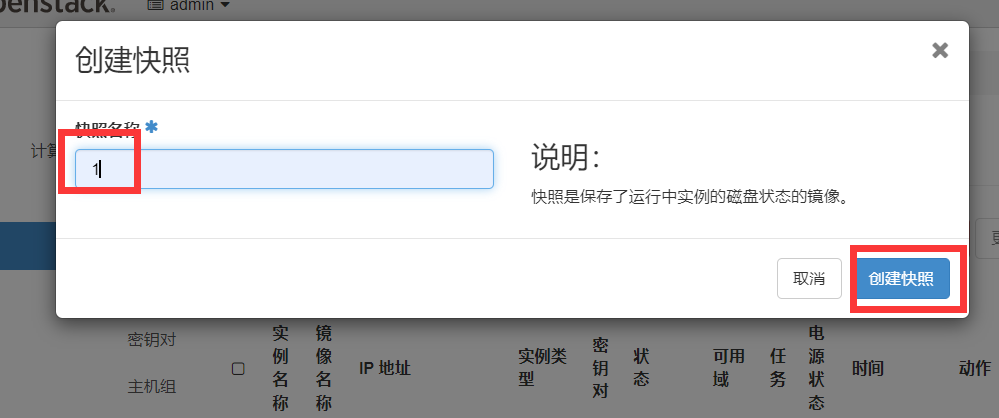 penstack.
admin
创建快照
快照名称
1
说明：
快照是保存了运行中实例的磁盘状态的镜像。
取消
创建快照
密钥对
主机组
实例名称
镜像名称
IP 地址
实例类型
密钥对
状态
可用域
任务
电源状态
时间
动作